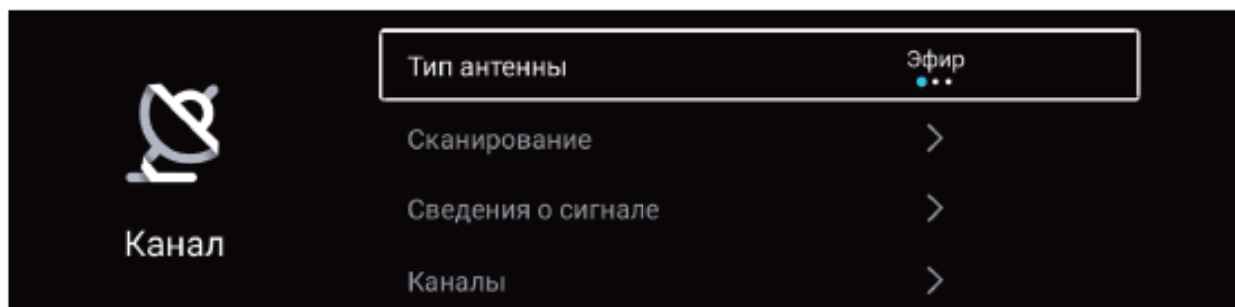 Тип антенны
Эфир
Сканирование
Сведения о сигнале
Канал
Каналы